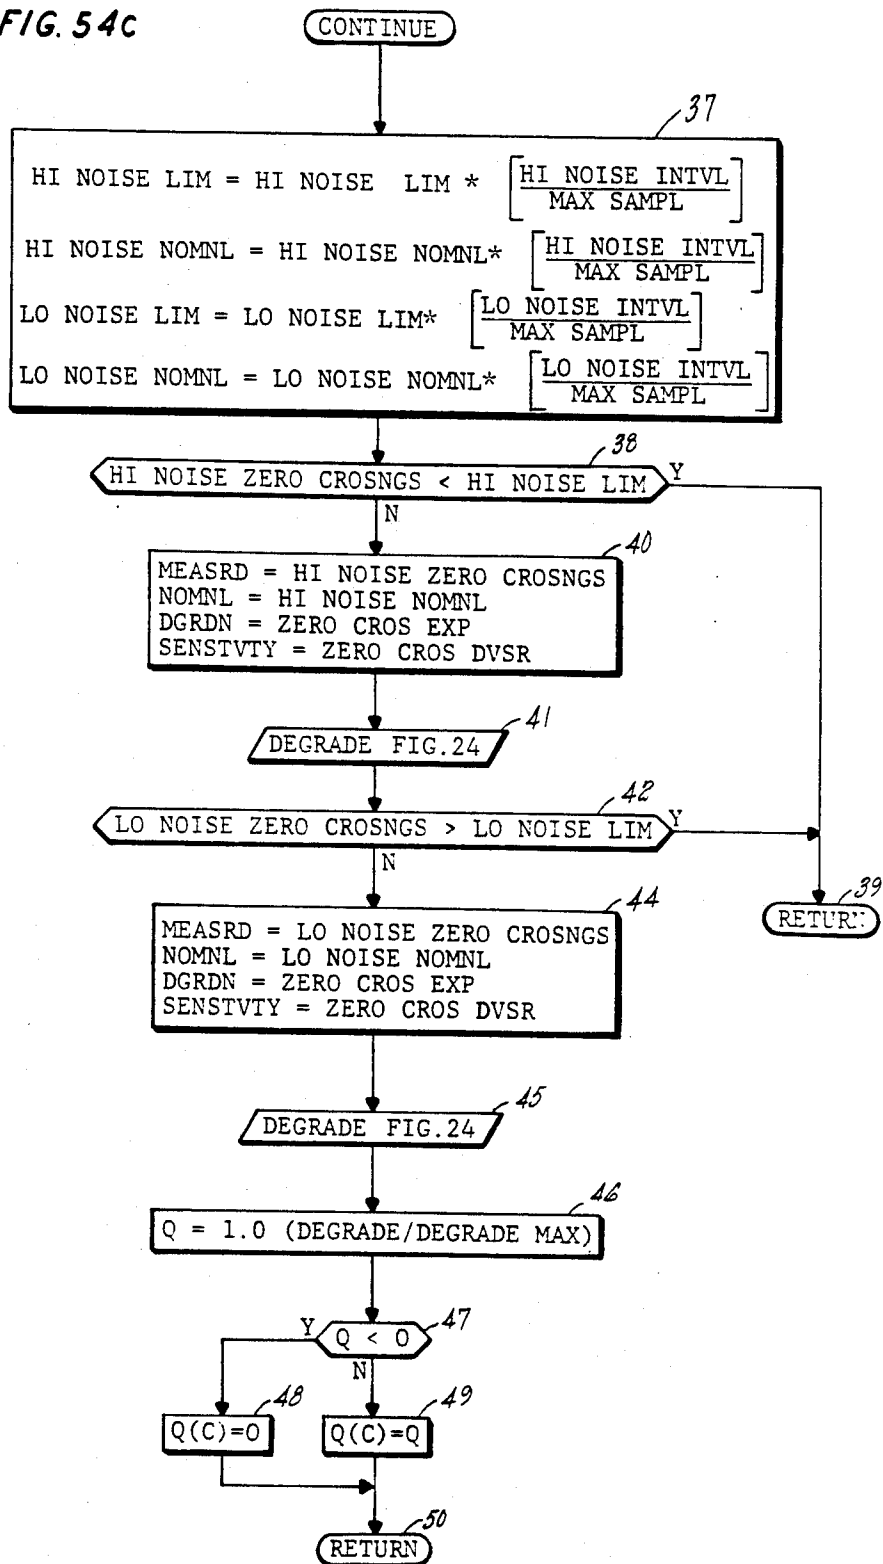 FIG. 54c
CONTINUE
37
HI NOISE LIM = HI NOISE LIM * [HI NOISE INTVL
MAX SAMPL]
HI NOISE NOMNL = HI NOISE NOMNL* [HI NOISE INTVL
MAX SAMPL]
LO NOISE LIM = LO NOISE LIM* [LO NOISE INTVL
MAX SAMPL]
LO NOISE NOMNL = LO NOISE NOMNL* [LO NOISE INTVL
MAX SAMPL]
38
HI NOISE ZERO CROSNGS < HI NOISE LIM
Y
N
40
MEASRD = HI NOISE ZERO CROSNGS
NOMNL = HI NOISE NOMNL
DGRDN = ZERO CROS EXP
SENSTVTY = ZERO CROS DVSR
41
DEGRADE FIG.24
42
LO NOISE ZERO CROSNGS > LO NOISE LIM
Y
N
39
RETURN
44
MEASRD = LO NOISE ZERO CROSNGS
NOMNL = LO NOISE NOMNL
DGRDN = ZERO CROS EXP
SENSTVTY = ZERO CROS DVSR
45
DEGRADE FIG.24
46
Q = 1.0 (DEGRADE/DEGRADE MAX)
47
Y
Q < 0
N
48
Q(C)=0
49
Q(C)=Q
50
RETURN